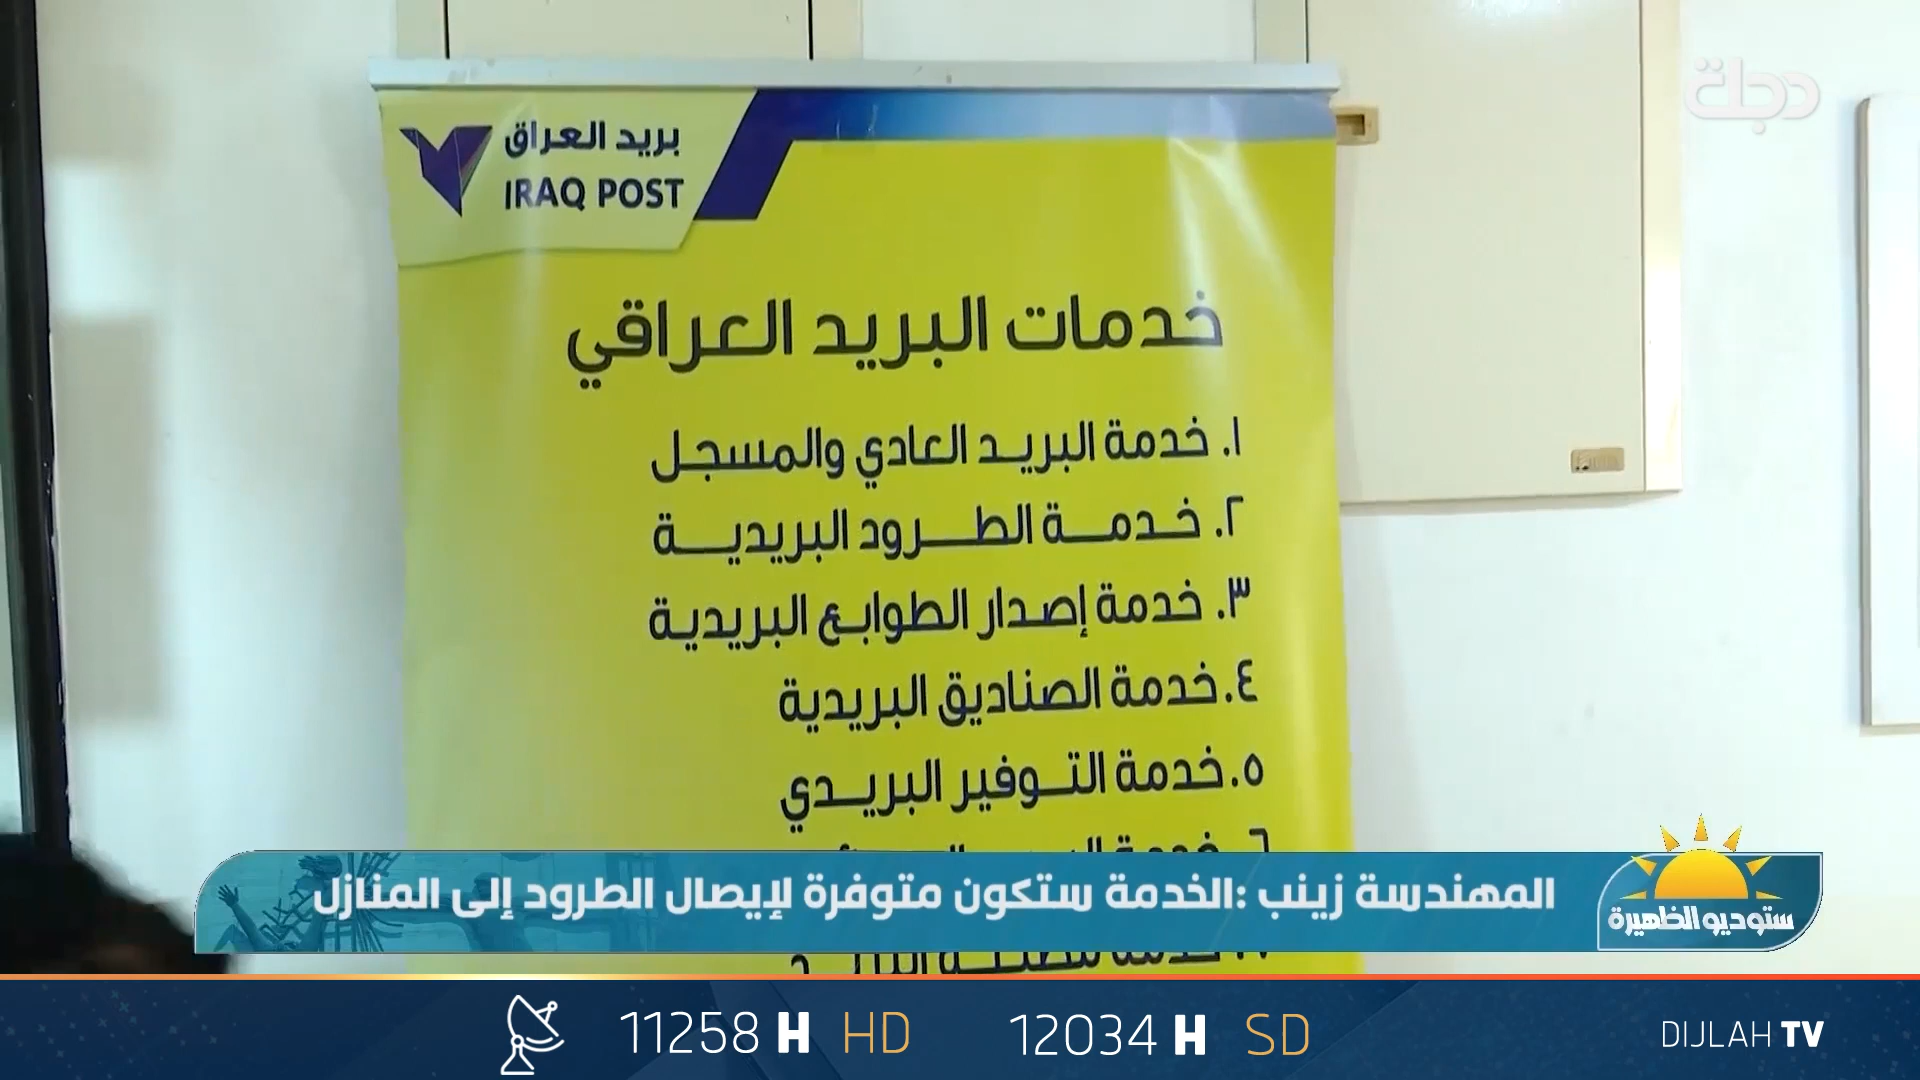 دجلة
بريد العراق
IRAQ POST
خدمات البريد العراقي
١. خدمة البريد العادي والمسجل
٢. خدمة الطرود البريدية
٣. خدمة إصدار الطوابع البريدية
٤. خدمة الصناديق البريدية
٥. خدمة التوفير البريدي
المهندسة زينب :الخدمة ستكون متوفرة لإيصال الطرود إلى المنازل
ستوديو الظهيرة
11258 H HD 12034 H SD
DIJLAH TV